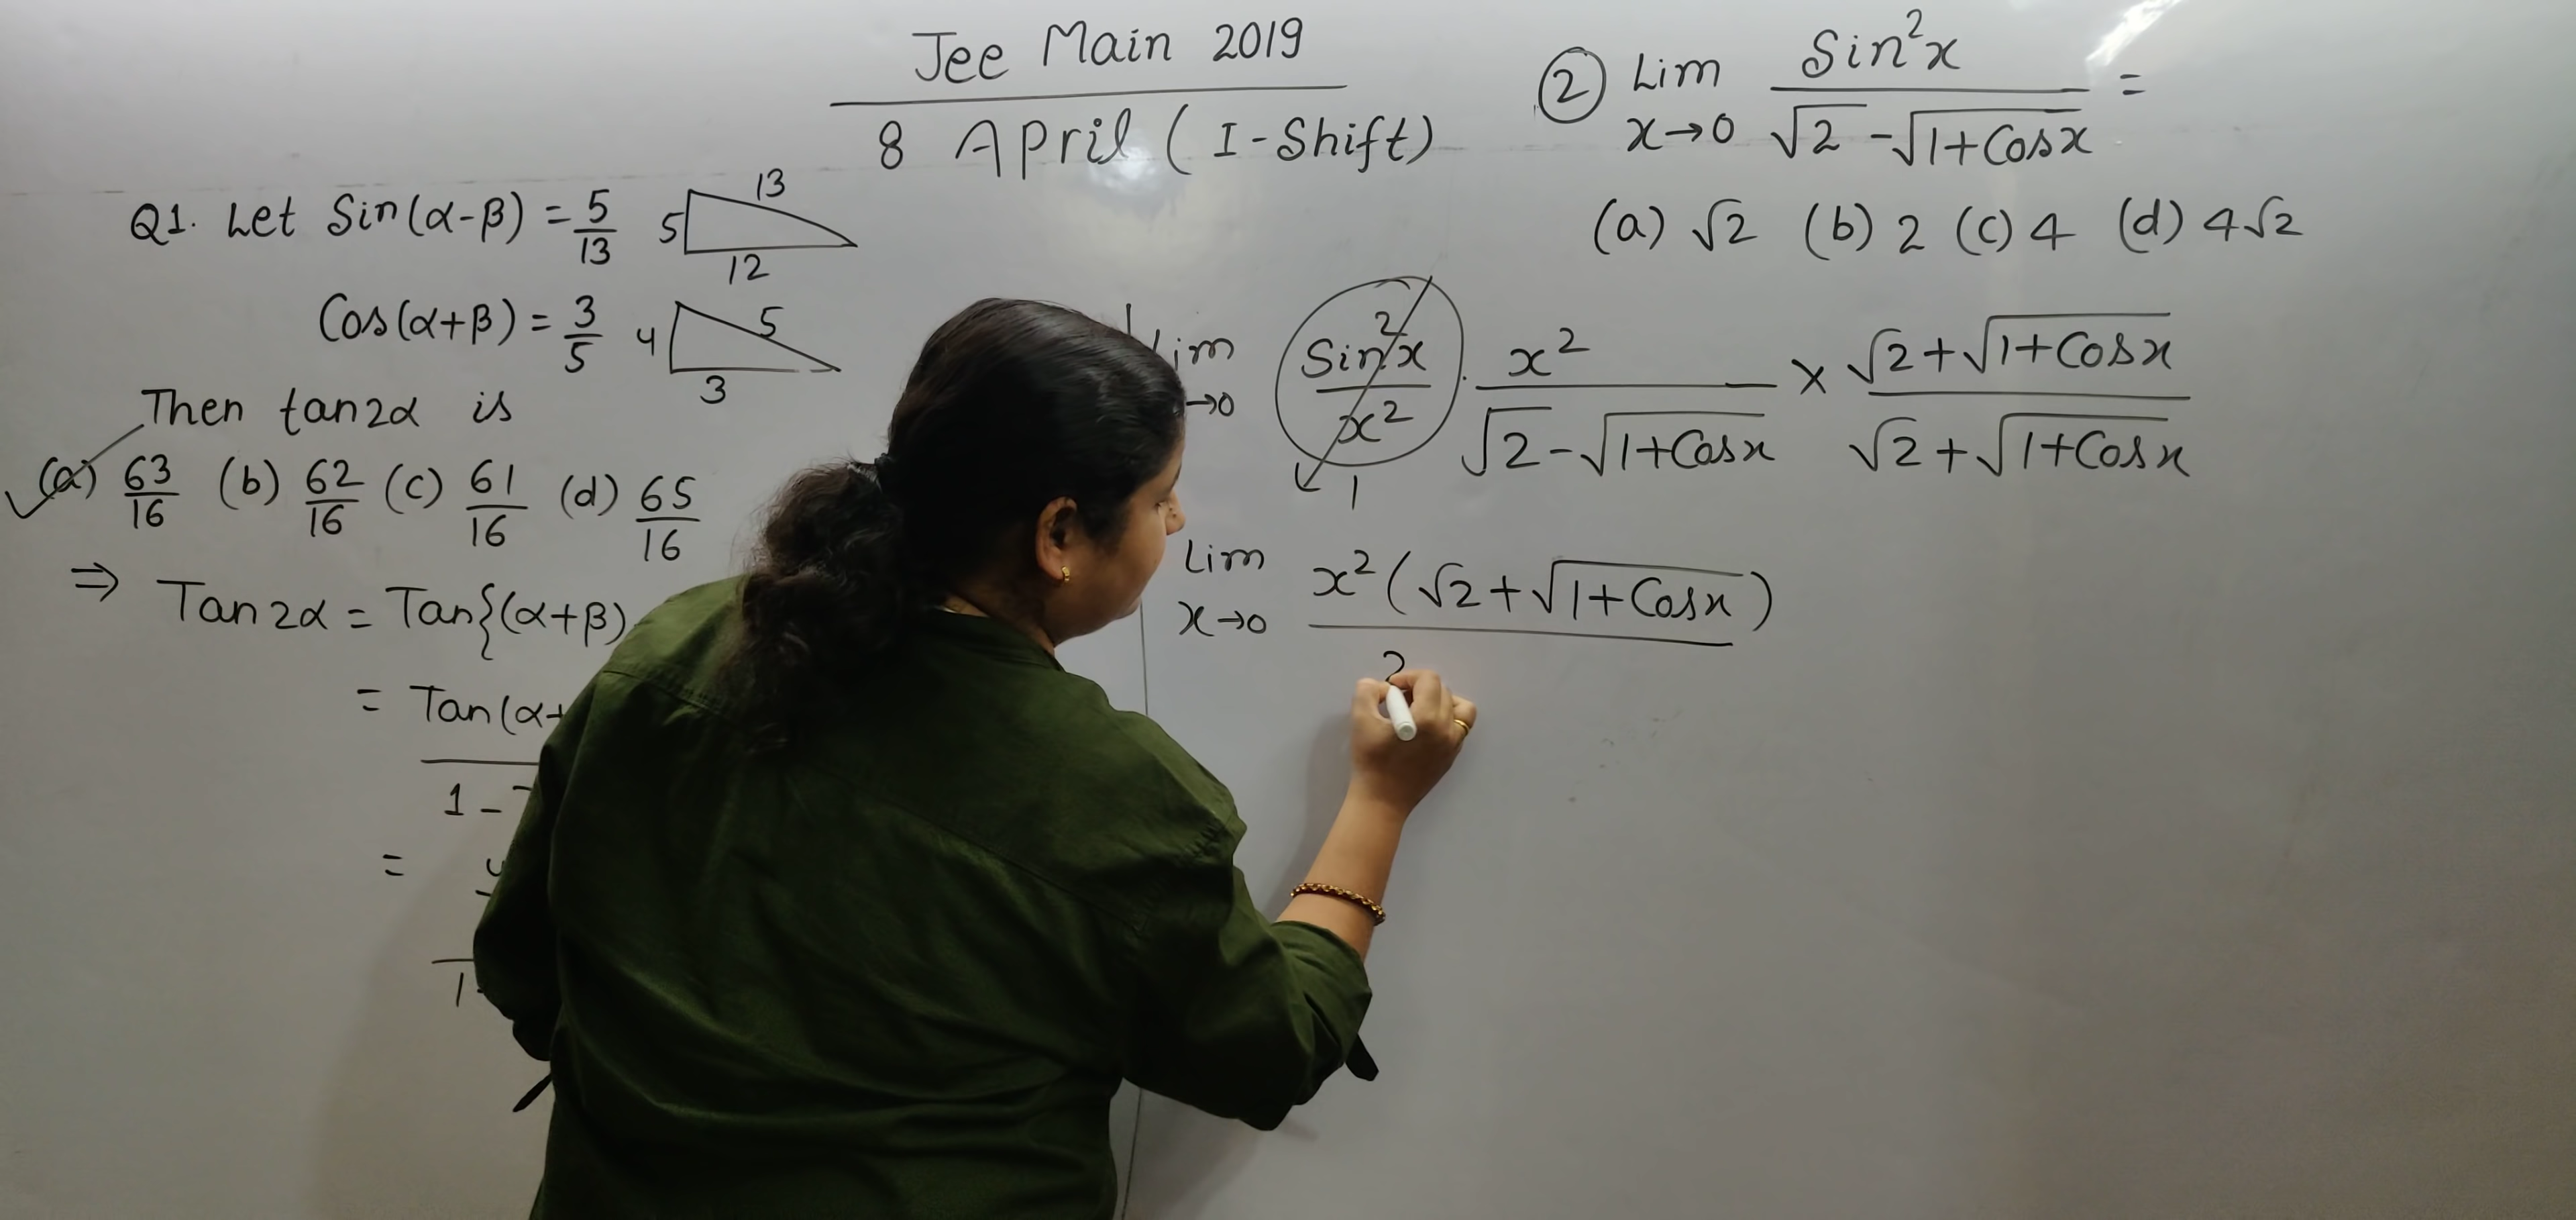 Jee Main 2019
8 April (I-Shift)
Q1. Let Sin(α-β) = 5/13
5 13 12
Cos(α+β) = 3/5
4 5 3
Then tan2α is
(a) 63/16 (b) 62/16 (c) 61/16 (d) 65/16
⇒ Tan2α = Tan{(α+β)
= Tan(α+
1 -
=
1
② Lim x→0 Sin²x / √2 - √1+Cosx =
(a) √2 (b) 2 (c) 4 (d) 4√2
Lim →0 Sin²x / x² . x² / √2 - √1+Cosx × √2 + √1+Cosx / √2 + √1+Cosx
1
Lim x→0 x²(√2 + √1+Cosx)
2